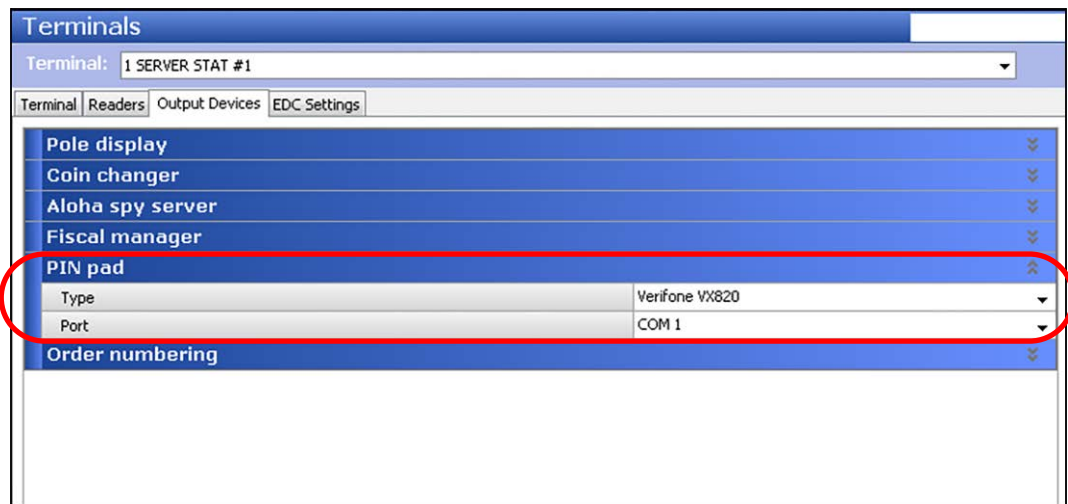 Terminals
Terminal: 1 SERVER STAT #1
Terminal Readers Output Devices EDC Settings
Pole display
Coin changer
Aloha spy server
Fiscal manager
PIN pad
Type Verifone VX820
Port COM 1
Order numbering